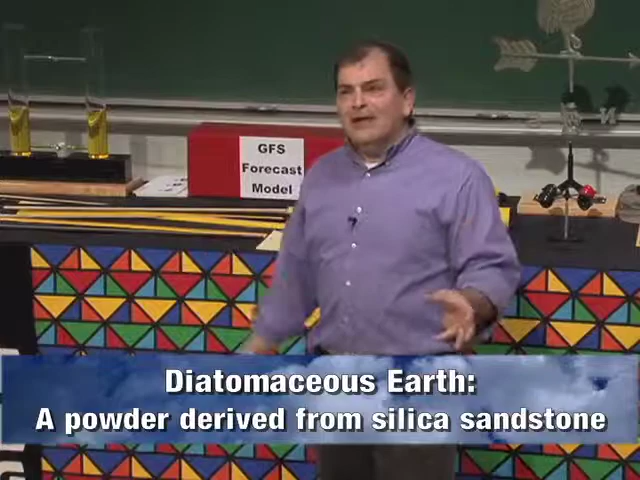 GFS
Forecast
Model
Diatomaceous Earth:
A powder derived from silica sandstone